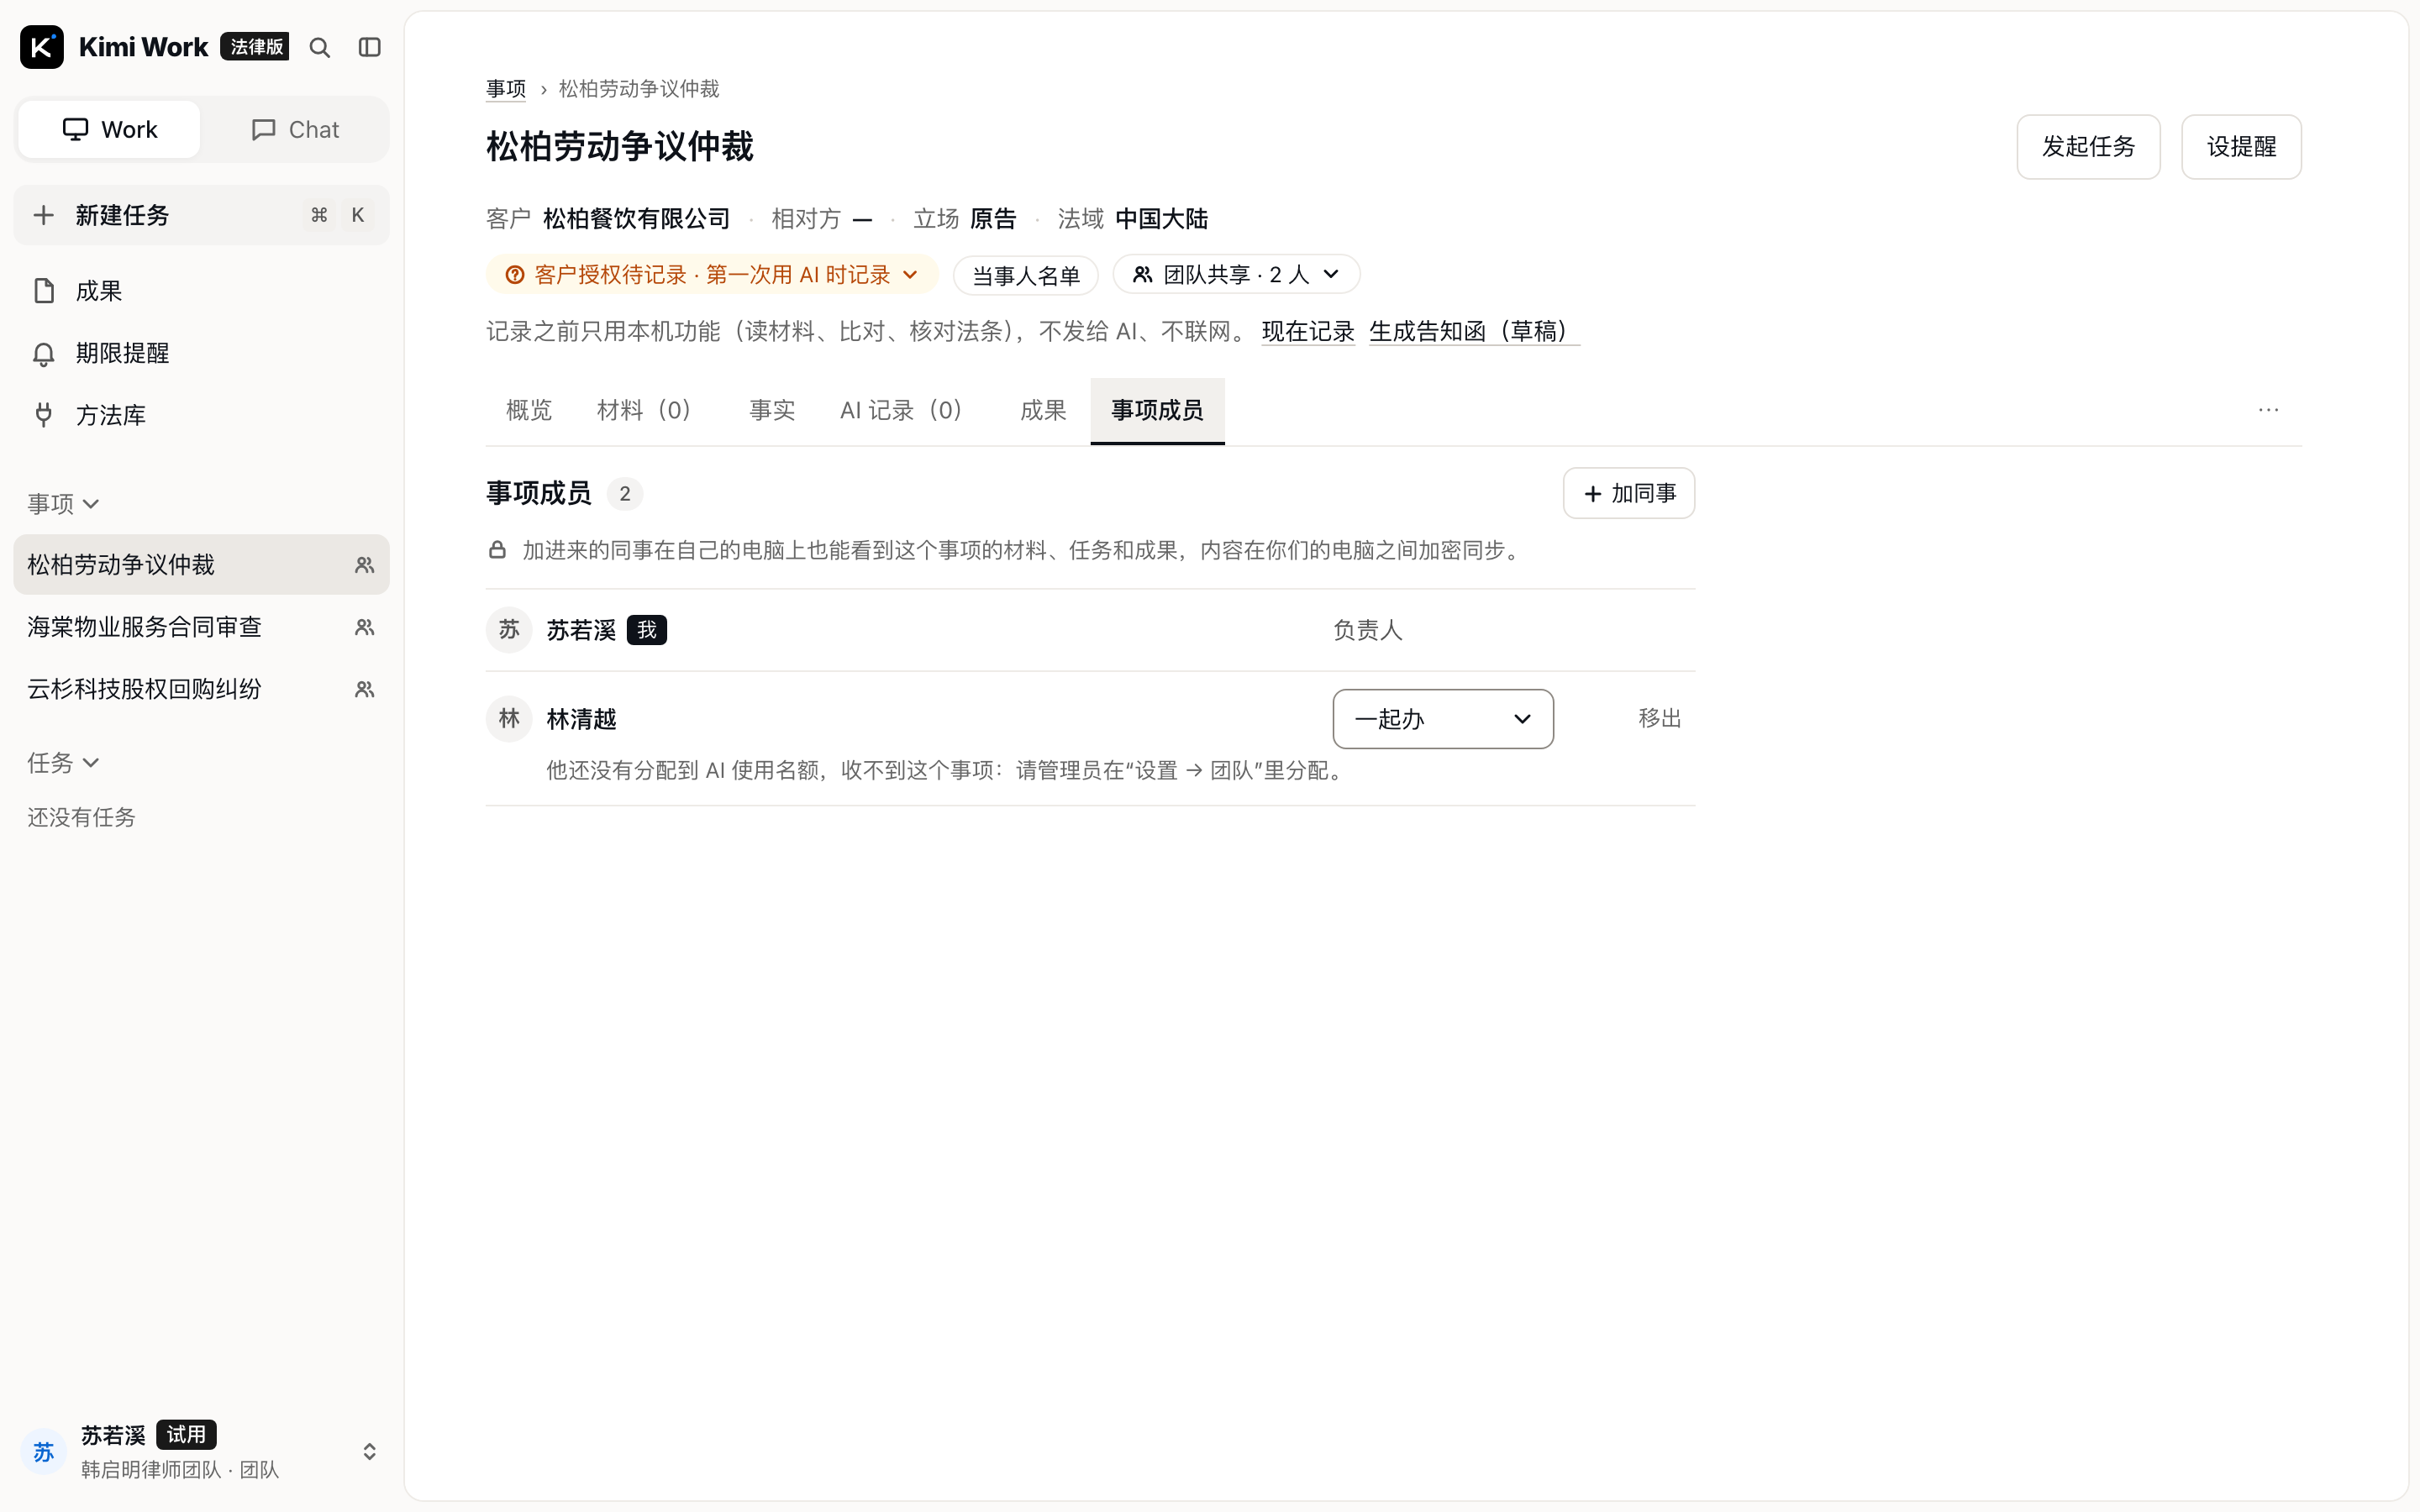 Kimi Work 法律版
Work Chat
新建任务 ⌘ K
成果
期限提醒
方法库
事项
松柏劳动争议仲裁
海棠物业服务合同审查
云杉科技股权回购纠纷
任务
还没有任务
苏 苏若溪 试用
韩启明律师团队 · 团队
事项 › 松柏劳动争议仲裁
松柏劳动争议仲裁
发起任务 设提醒
客户 松柏餐饮有限公司 · 相对方 — · 立场 原告 · 法域 中国大陆
客户授权待记录 · 第一次用 AI 时记录 当事人名单 团队共享 · 2 人
记录之前只用本机功能（读材料、比对、核对法条），不发给 AI、不联网。 现在记录 生成告知函（草稿）
概览 材料（0） 事实 AI 记录（0） 成果 事项成员 ···
事项成员 2 + 加同事
加进来的同事在自己的电脑上也能看到这个事项的材料、任务和成果，内容在你们的电脑之间加密同步。
苏 苏若溪 我 负责人
林 林清越 一起办 移出
他还没有分配到 AI 使用名额，收不到这个事项：请管理员在“设置 → 团队”里分配。